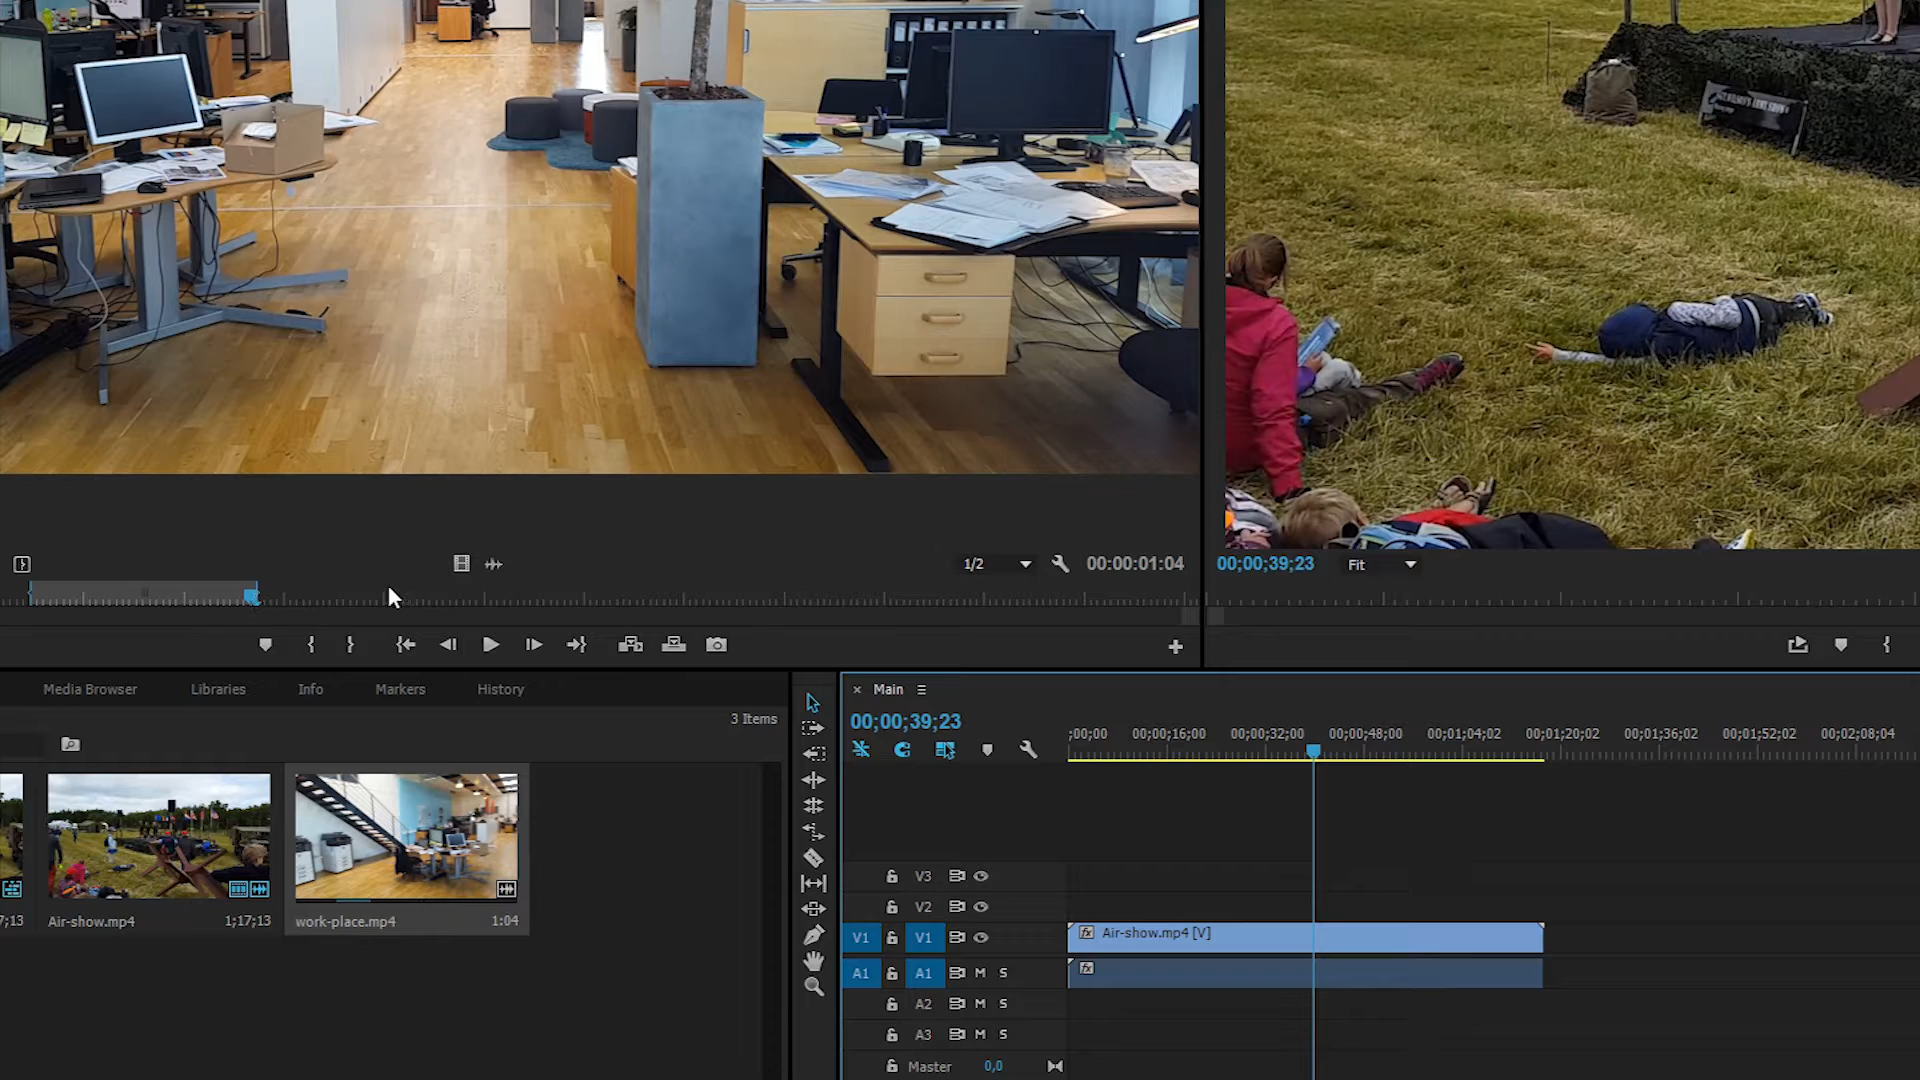 1/2
00:00:01:04
00;00;39;23
Fit
Media Browser
Libraries
Info
Markers
History
3 Items
7;13
Air-show.mp4
1;17;13
work-place.mp4
1:04
× Main
00;00;39;23
;00;00
00;00;16;00
00;00;32;00
00;00;48;00
00;01;04;02
00;01;20;02
00;01;36;02
00;01;52;02
00;02;08;04
V3
V2
V1
V1
fx
Air-show.mp4 [V]
A1
A1
M
S
fx
A2
M
S
A3
M
S
Master
0,0